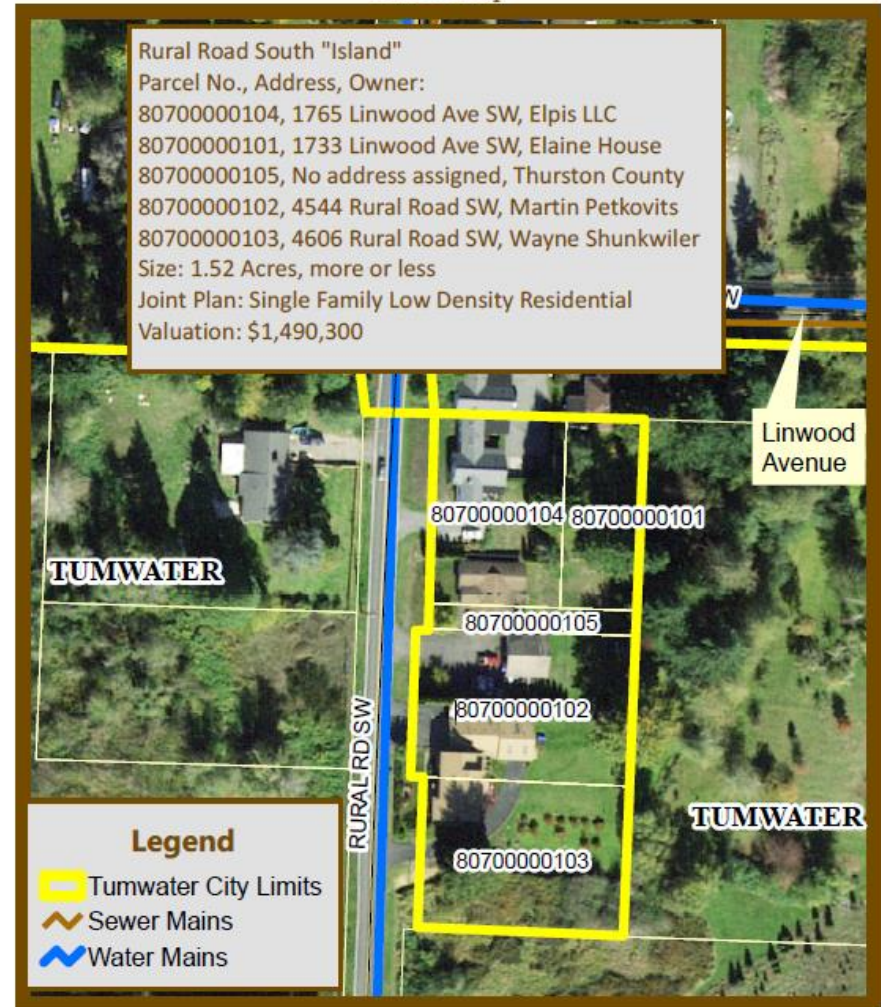 Rural Road South "Island"
Parcel No., Address, Owner:
80700000104, 1765 Linwood Ave SW, Elpis LLC
80700000101, 1733 Linwood Ave SW, Elaine House
80700000105, No address assigned, Thurston County
80700000102, 4544 Rural Road SW, Martin Petkovits
80700000103, 4606 Rural Road SW, Wayne Shunkwiler
Size: 1.52 Acres, more or less
Joint Plan: Single Family Low Density Residential
Valuation: $1,490,300
Linwood
Avenue
80700000104 80700000101
TUMWATER
80700000105
80700000102
RURAL RD SW
TUMWATER
80700000103
Legend
Tumwater City Limits
Sewer Mains
Water Mains